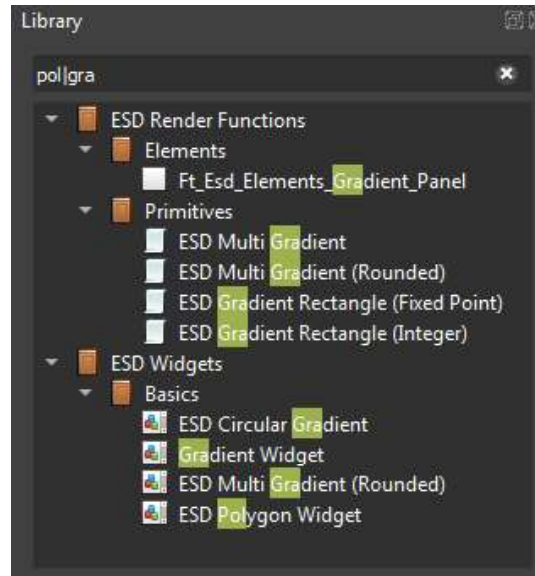 Library
pol|gra
ESD Render Functions
Elements
Ft_Esd_Elements_Gradient_Panel
Primitives
ESD Multi Gradient
ESD Multi Gradient (Rounded)
ESD Gradient Rectangle (Fixed Point)
ESD Gradient Rectangle (Integer)
ESD Widgets
Basics
ESD Circular Gradient
Gradient Widget
ESD Multi Gradient (Rounded)
ESD Polygon Widget